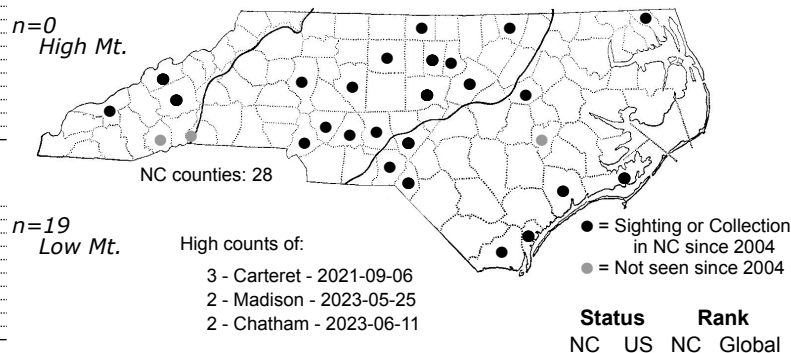 n=0
High Mt.
NC counties: 28
n=19
Low Mt.
High counts of:
3 - Carteret - 2021-09-06
2 - Madison - 2023-05-25
2 - Chatham - 2023-06-11
= Sighting or Collection
in NC since 2004
= Not seen since 2004
Status Rank
NC US NC Global